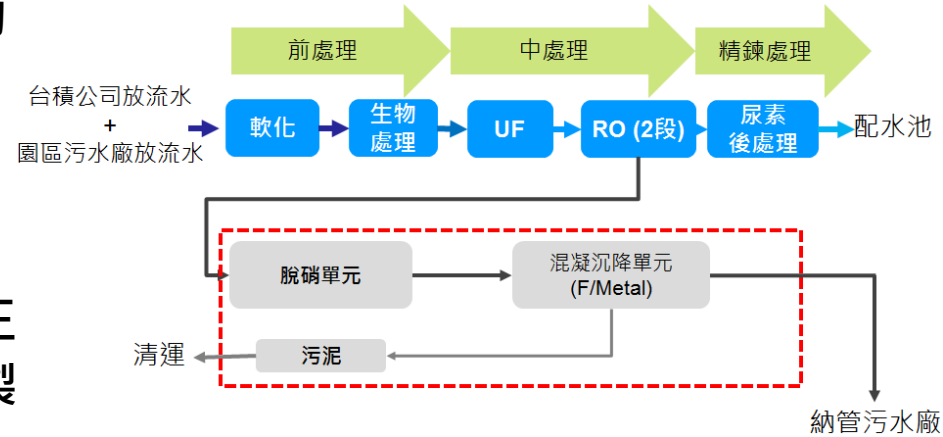 前處理
中處理
精鍊處理
台積公司放流水
+
園區污水廠放流水
軟化
生物
處理
UF
RO (2段)
尿素
後處理
配水池
脫硝單元
混凝沉降單元
(F/Metal)
清運
污泥
製
納管污水廠